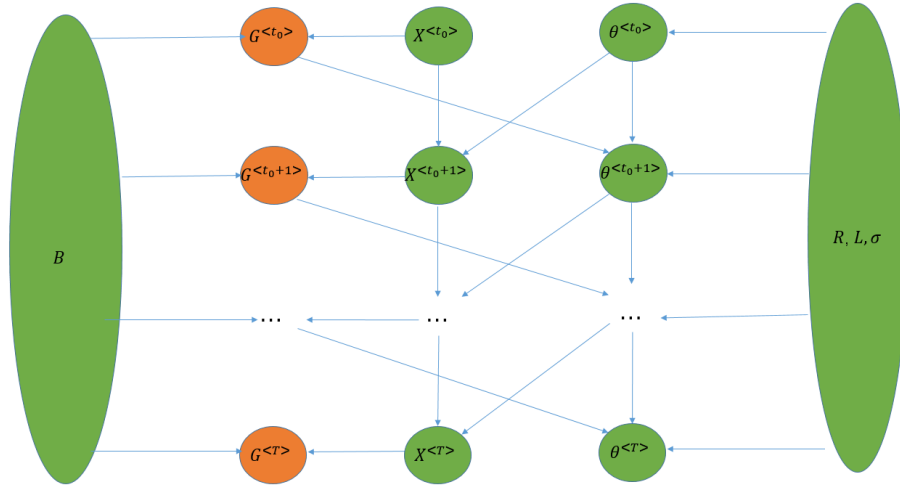 G<t₀> X<t₀> θ<t₀>
G<t₀+1> X<t₀+1> θ<t₀+1>
B R, L, σ
... ... ...
G<T> X<T> θ<T>